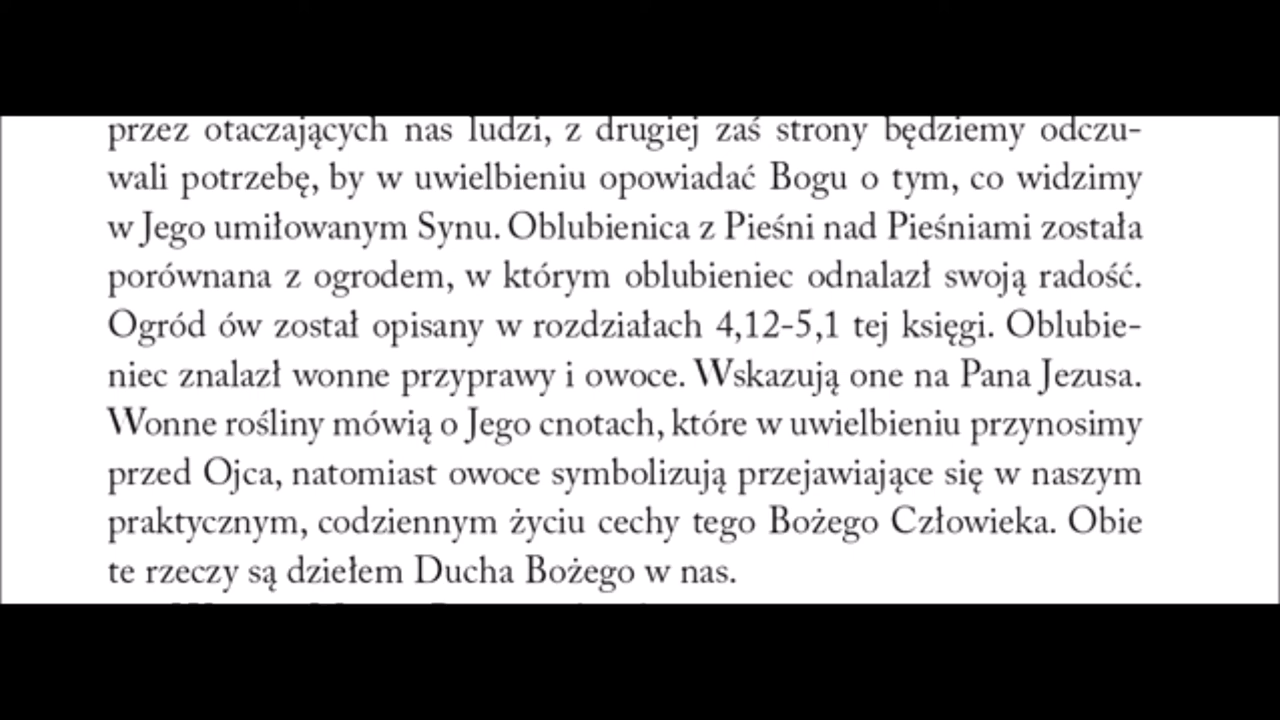 przez otaczających nas ludzi, z drugiej zaś strony będziemy odczu-
wali potrzebę, by w uwielbieniu opowiadać Bogu o tym, co widzimy
w Jego umiłowanym Synu. Oblubienica z Pieśni nad Pieśniami została
porównana z ogrodem, w którym oblubieniec odnalazł swoją radość.
Ogród ów został opisany w rozdziałach 4,12-5,1 tej księgi. Oblubie-
niec znalazł wonne przyprawy i owoce. Wskazują one na Pana Jezusa.
Wonne rośliny mówią o Jego cnotach, które w uwielbieniu przynosimy
przed Ojca, natomiast owoce symbolizują przejawiające się w naszym
praktycznym, codziennym życiu cechy tego Bożego Człowieka. Obie
te rzeczy są dziełem Ducha Bożego w nas.